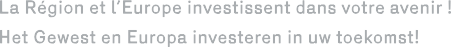 La Région et l’Europe investissent dans votre avenir !
Het Gewest en Europa investeren in uw toekomst!